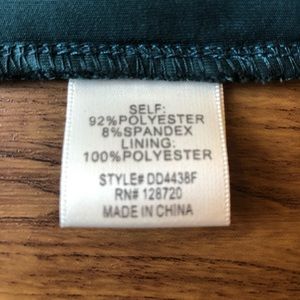 SELF:
92%POLYESTER
8%SPANDEX
LINING:
100%POLYESTER
STYLE# DD4438F
RN# 128720
MADE IN CHINA